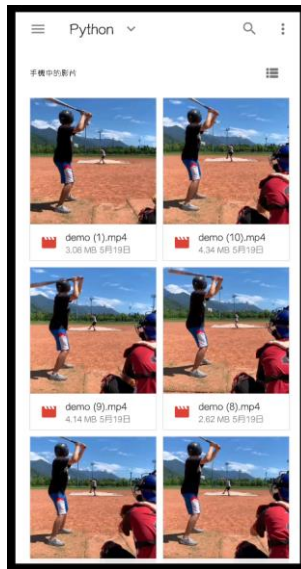 Python
手機中的影片
demo (1).mp4
3.08 MB 5月19日
demo (10).mp4
4.34 MB 5月19日
demo (9).mp4
4.14 MB 5月19日
demo (8).mp4
2.62 MB 5月19日